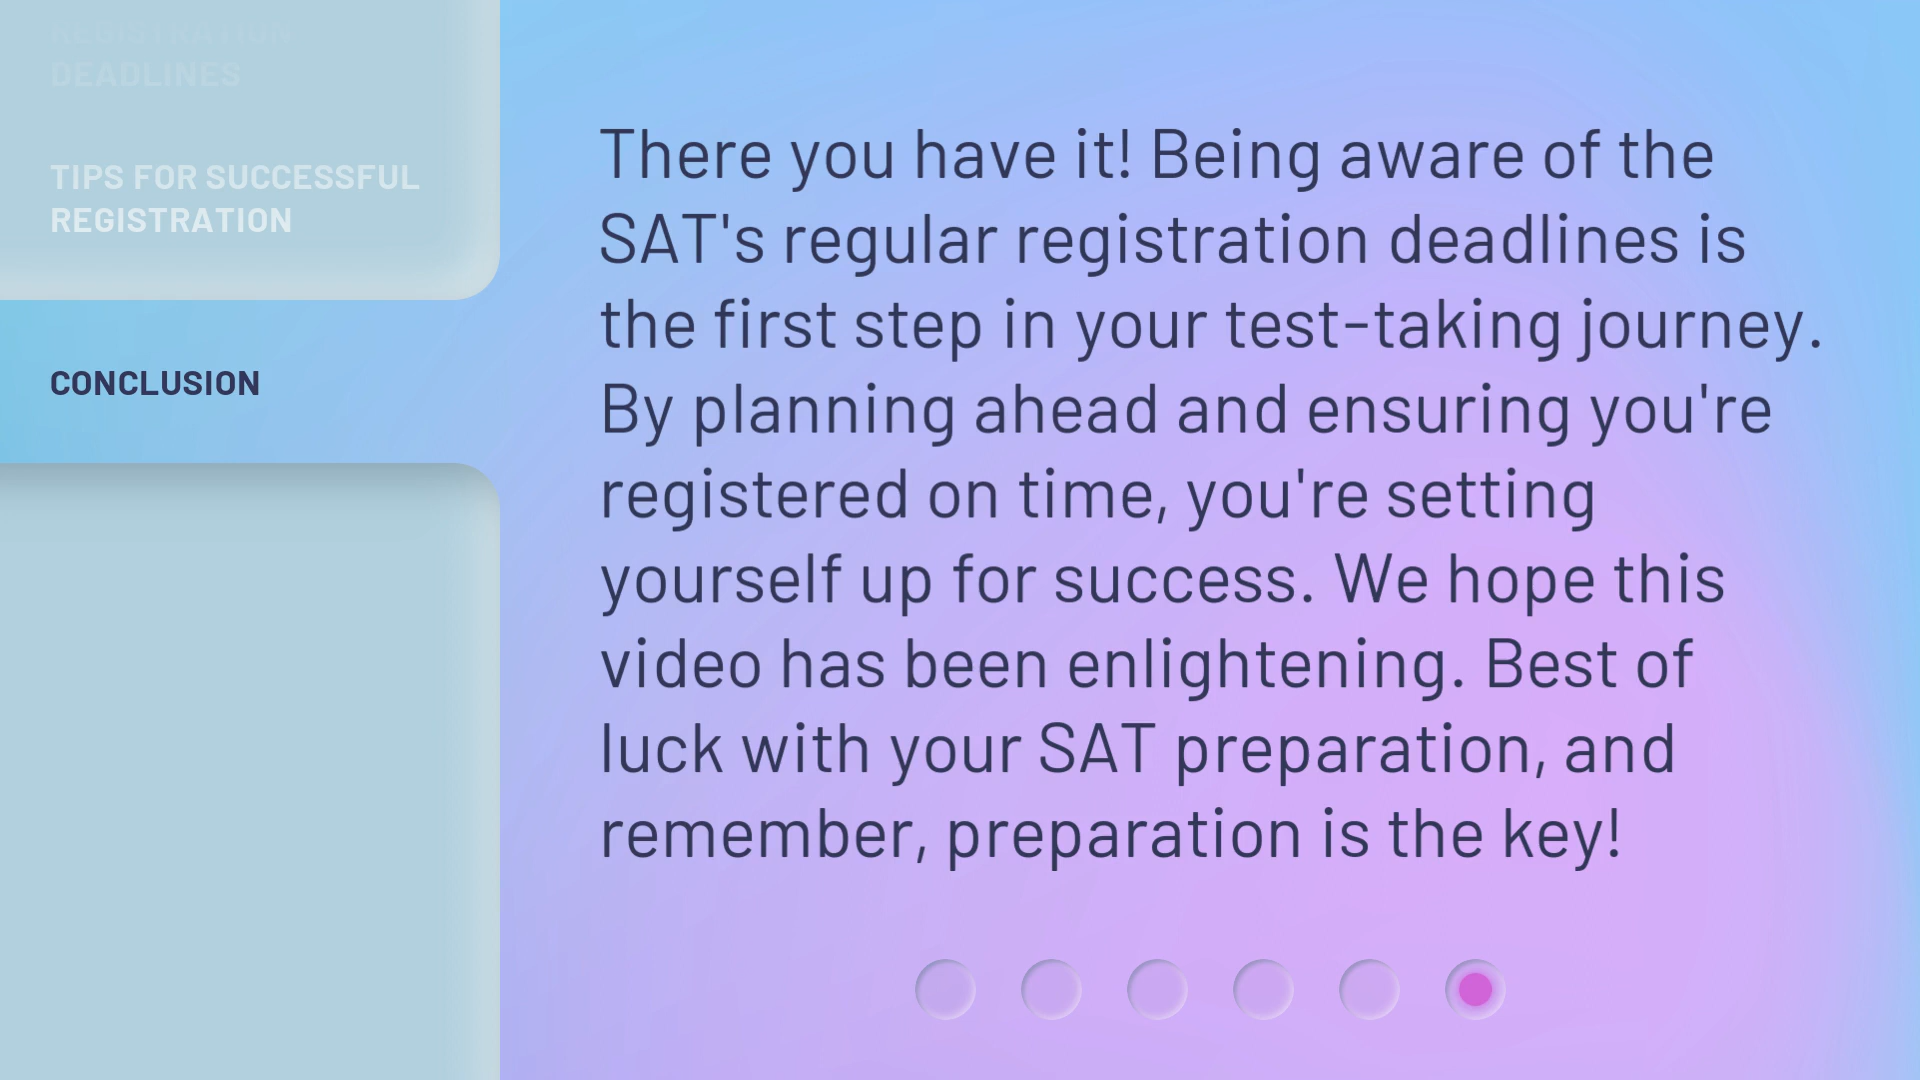 REGISTRATION
DEADLINES
TIPS FOR SUCCESSFUL
REGISTRATION
CONCLUSION
There you have it! Being aware of the
SAT's regular registration deadlines is
the first step in your test-taking journey.
By planning ahead and ensuring you're
registered on time, you're setting
yourself up for success. We hope this
video has been enlightening. Best of
luck with your SAT preparation, and
remember, preparation is the key!